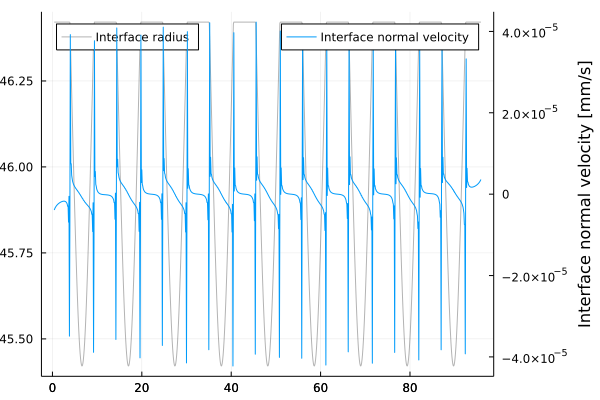 Interface radius
Interface normal velocity
46.25
46.00
45.75
45.50
4.0×10⁻⁵
2.0×10⁻⁵
0
−2.0×10⁻⁵
−4.0×10⁻⁵
Interface normal velocity [mm/s]
0 20 40 60 80